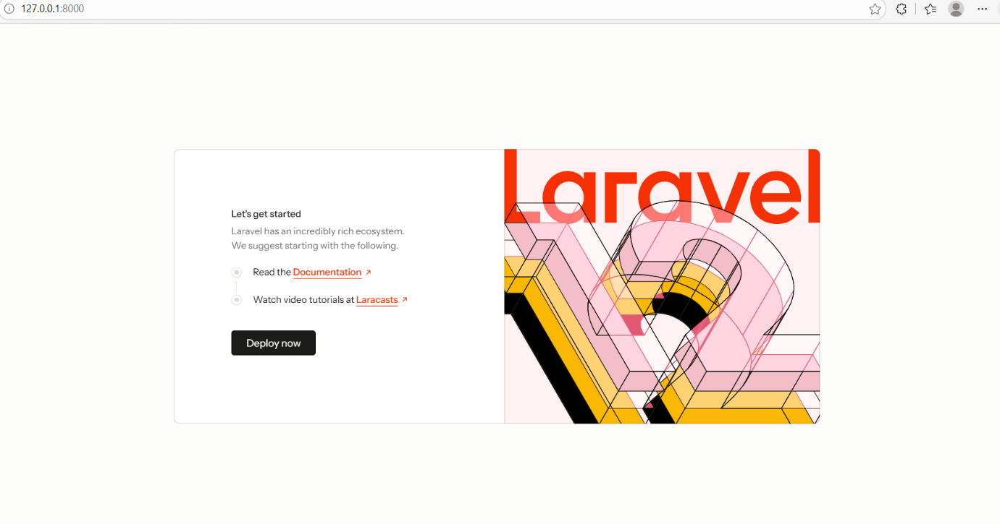 127.0.0.1:8000
Laravel
Let's get started
Laravel has an incredibly rich ecosystem.
We suggest starting with the following.
Read the Documentation
Watch video tutorials at Laracasts
Deploy now